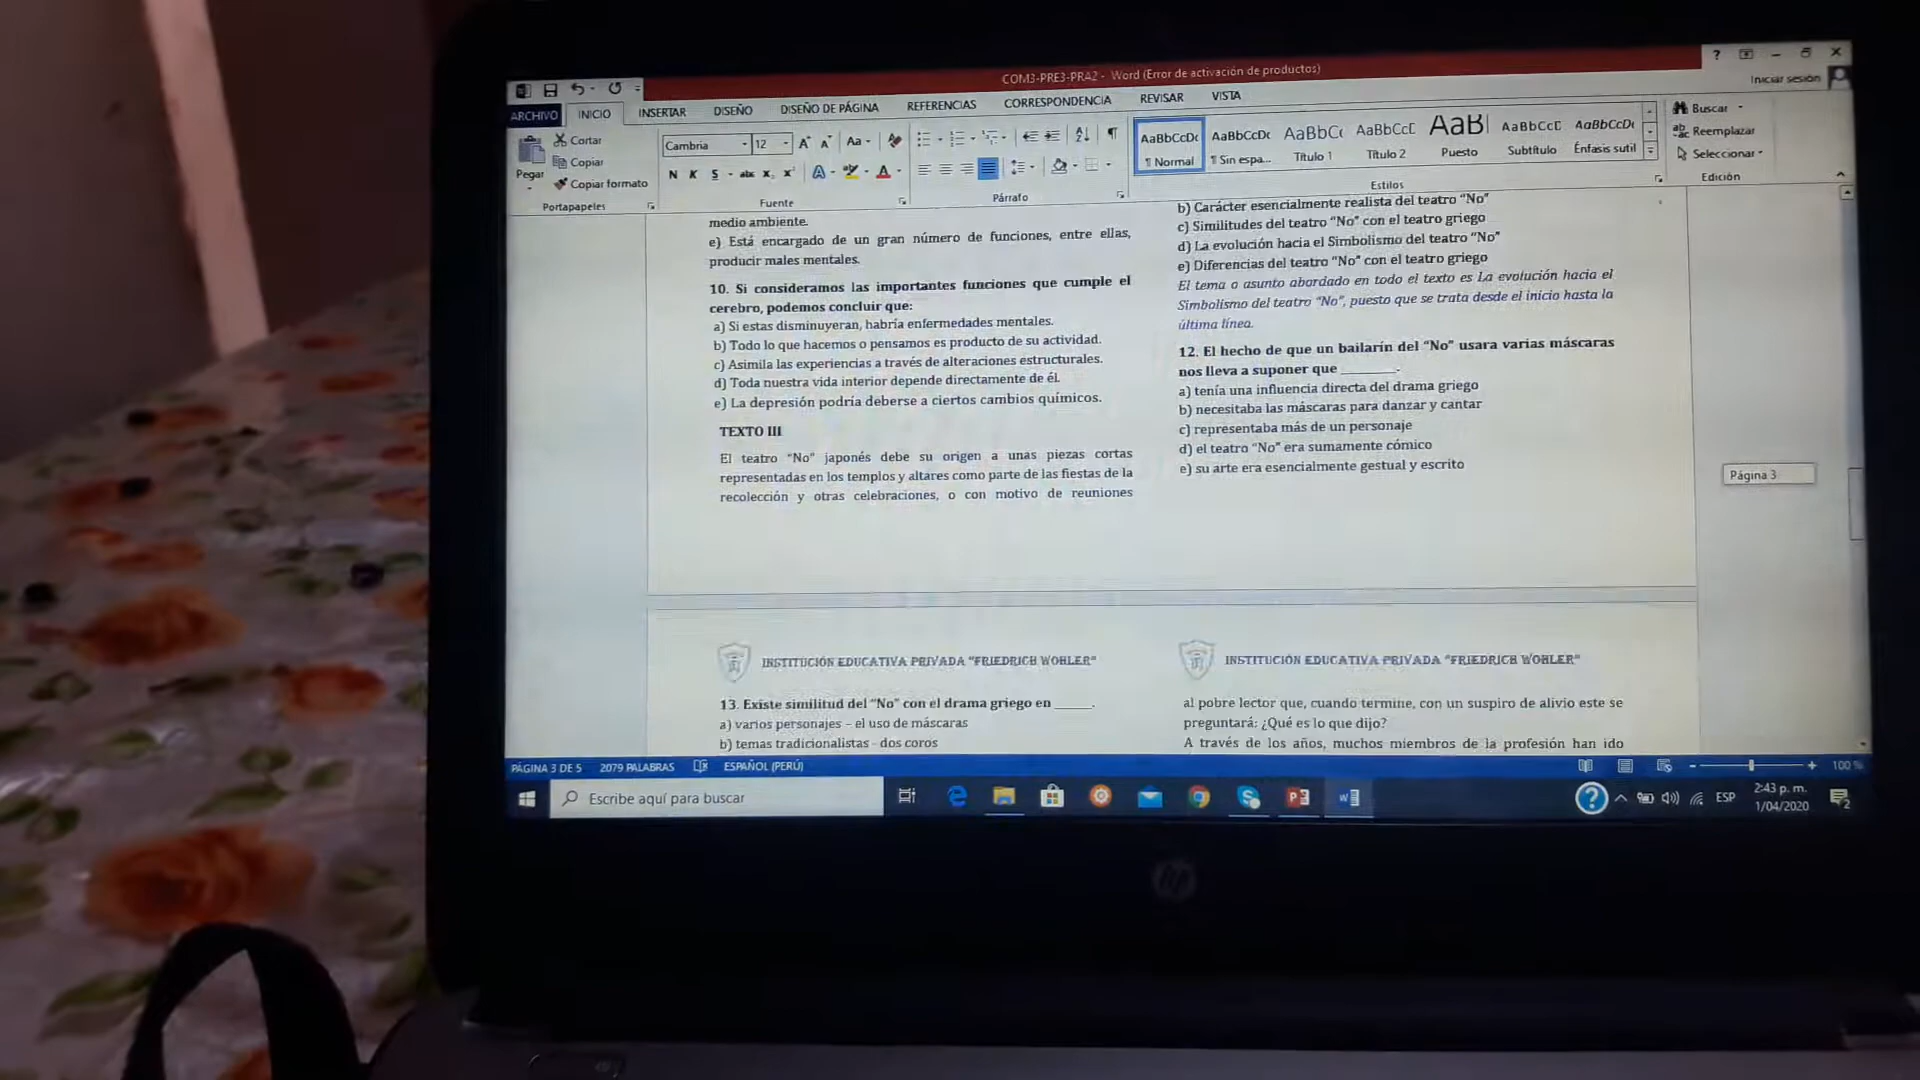 COM3-PRE3-PRA2 - Word (Error de activación de productos)
Iniciar sesión
ARCHIVO INICIO INSERTAR DISEÑO DISEÑO DE PÁGINA REFERENCIAS CORRESPONDENCIA REVISAR VISTA
Pegar
Cortar
Copiar
Copiar formato
Portapapeles
Cambria 12
N K S abc x₂ x²
Fuente
Párrafo
AaBbCcDc AaBbCcDc AaBbCc AaBbCcD AaB AaBbCcD AaBbCcDc
¶ Normal ¶ Sin espa... Título 1 Título 2 Puesto Subtítulo Énfasis sutil
Estilos
Buscar
Reemplazar
Seleccionar
Edición
medio ambiente.
e) Está encargado de un gran número de funciones, entre ellas,
producir males mentales.
10. Si consideramos las importantes funciones que cumple el
cerebro, podemos concluir que:
a) Si estas disminuyeran, habría enfermedades mentales.
b) Todo lo que hacemos o pensamos es producto de su actividad.
c) Asimila las experiencias a través de alteraciones estructurales.
d) Toda nuestra vida interior depende directamente de él.
e) La depresión podría deberse a ciertos cambios químicos.
TEXTO III
El teatro “No” japonés debe su origen a unas piezas cortas
representadas en los templos y altares como parte de las fiestas de la
recolección y otras celebraciones, o con motivo de reuniones
b) Carácter esencialmente realista del teatro “No”
c) Similitudes del teatro “No” con el teatro griego
d) La evolución hacia el Simbolismo del teatro “No”
e) Diferencias del teatro “No” con el teatro griego
El tema o asunto abordado en todo el texto es La evolución hacia el
Simbolismo del teatro “No”, puesto que se trata desde el inicio hasta la
última línea.
12. El hecho de que un bailarín del “No” usara varias máscaras
nos lleva a suponer que ________.
a) tenía una influencia directa del drama griego
b) necesitaba las máscaras para danzar y cantar
c) representaba más de un personaje
d) el teatro “No” era sumamente cómico
e) su arte era esencialmente gestual y escrito
Página 3
INSTITUCIÓN EDUCATIVA PRIVADA “FRIEDRICH WOHLER”
13. Existe similitud del “No” con el drama griego en _____.
a) varios personajes – el uso de máscaras
b) temas tradicionalistas - dos coros
INSTITUCIÓN EDUCATIVA PRIVADA “FRIEDRICH WOHLER”
al pobre lector que, cuando termine, con un suspiro de alivio este se
preguntará: ¿Qué es lo que dijo?
A través de los años, muchos miembros de la profesión han ido
PÁGINA 3 DE 5 2079 PALABRAS ESPAÑOL (PERÚ) 100 %
Escribe aquí para buscar
ESP
2:43 p. m.
1/04/2020
hp